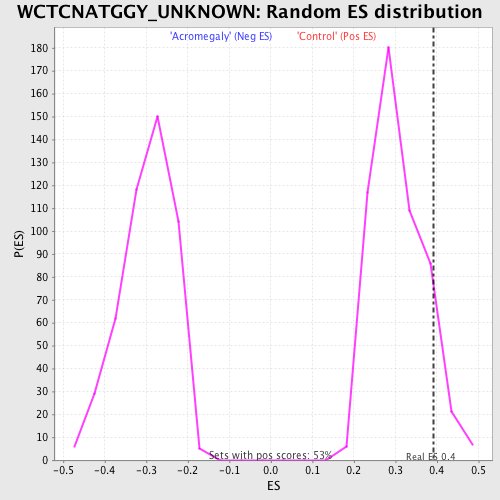 WCTCNATGGY_UNKNOWN: Random ES distribution
'Acromegaly' (Neg ES) 'Control' (Pos ES)
180
170
160
150
140
130
120
110
100
90
80
70
60
50
40
30
20
10
0
P(ES)
Sets with pos scores: 53%
Real ES 0.4
-0.5 -0.4 -0.3 -0.2 -0.1 0.0 0.1 0.2 0.3 0.4 0.5
ES